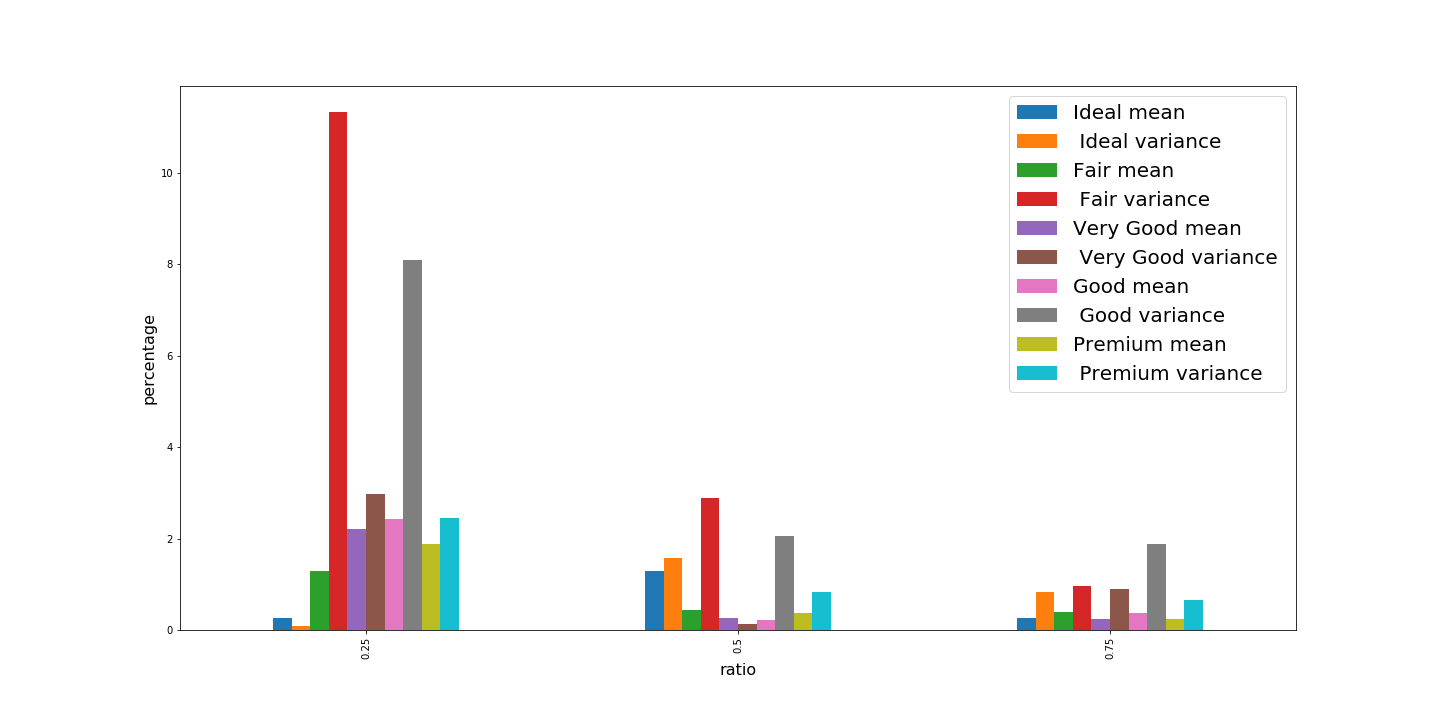 Ideal mean
Ideal variance
Fair mean
Fair variance
Very Good mean
Very Good variance
Good mean
Good variance
Premium mean
Premium variance
percentage
10
8
6
4
2
0
0.25
0.5
0.75
ratio